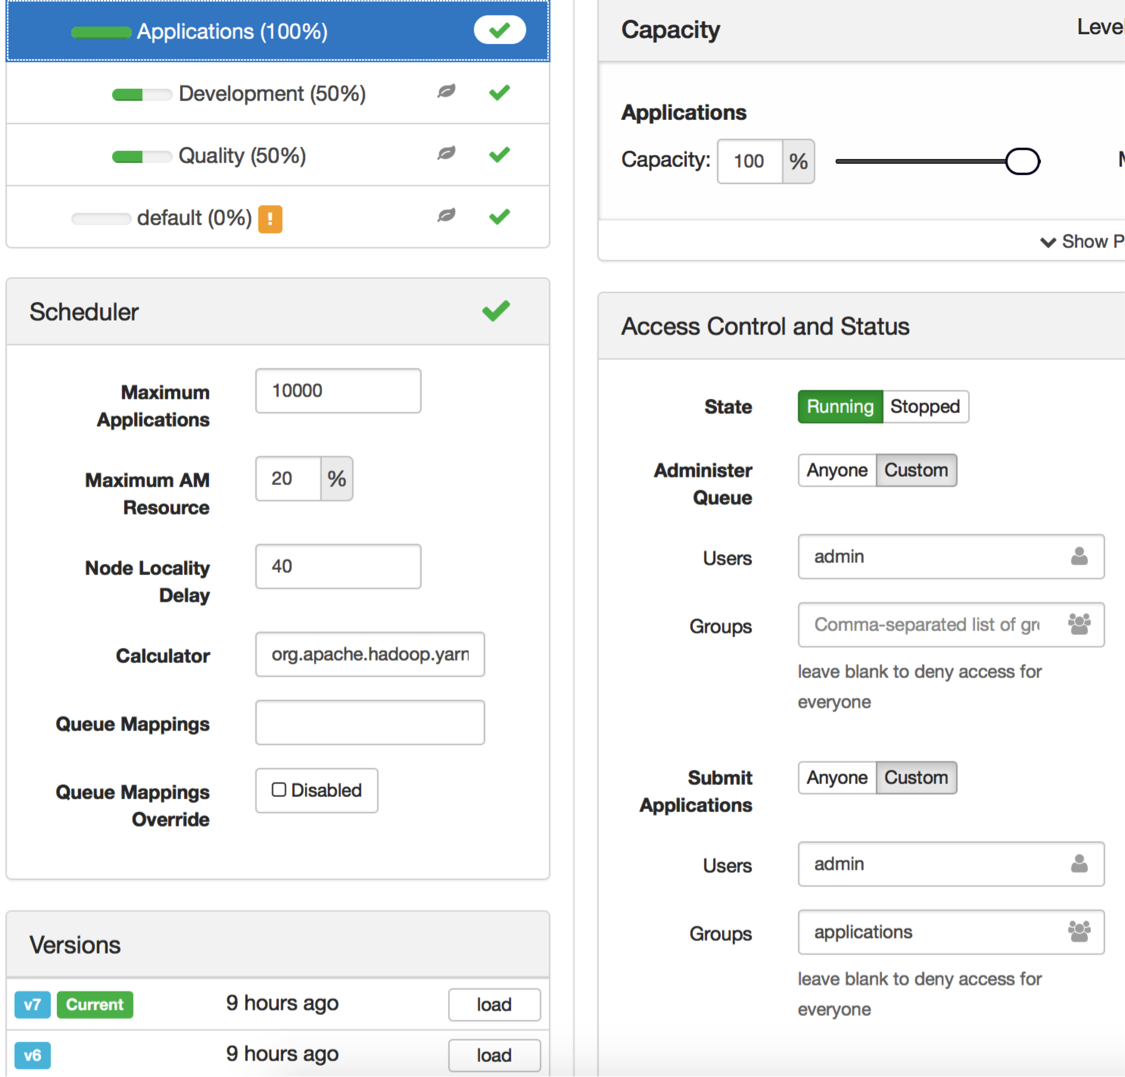 Applications (100%)
Development (50%)
Quality (50%)
default (0%) !
Scheduler
Maximum Applications 10000
Maximum AM Resource 20 %
Node Locality Delay 40
Calculator org.apache.hadoop.yarn
Queue Mappings
Queue Mappings Override Disabled
Versions
v7 Current 9 hours ago load
v6 9 hours ago load
Capacity Level
Applications
Capacity: 100 %
Show P
Access Control and Status
State Running Stopped
Administer Queue Anyone Custom
Users admin
Groups Comma-separated list of gr
leave blank to deny access for
everyone
Submit Applications Anyone Custom
Users admin
Groups applications
leave blank to deny access for
everyone